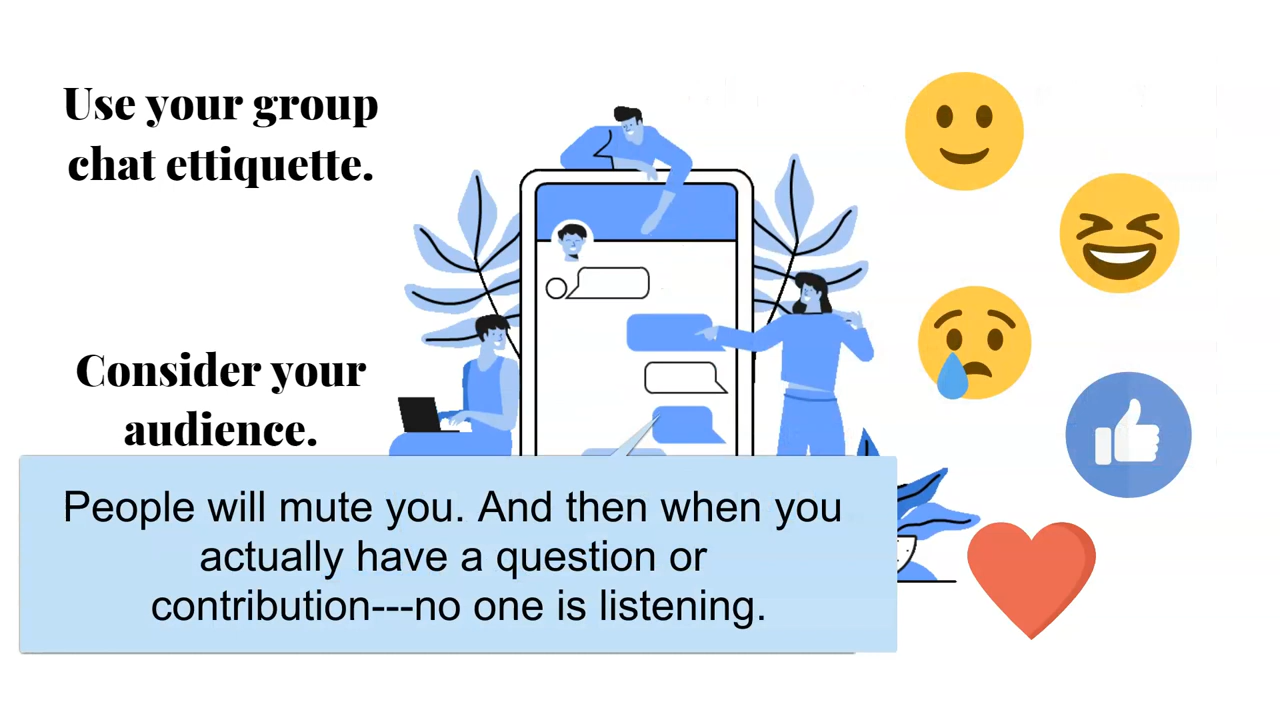 Use your group
chat ettiquette.
Consider your
audience.
People will mute you. And then when you
actually have a question or
contribution---no one is listening.